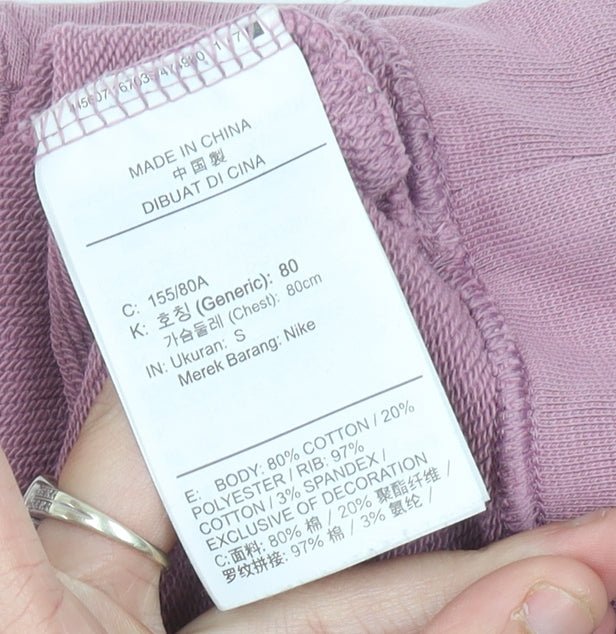 MADE IN CHINA
中国製
DIBUAT DI CINA
C: 155/80A
K: 호칭 (Generic): 80
가슴둘레 (Chest): 80cm
IN: Ukuran: S
Merek Barang: Nike
E: BODY: 80% COTTON / 20%
POLYESTER / RIB: 97%
COTTON / 3% SPANDEX /
EXCLUSIVE OF DECORATION
C:面料: 80% 棉 / 20% 聚酯纤维 /
罗纹拼接: 97% 棉 / 3% 氨纶 /